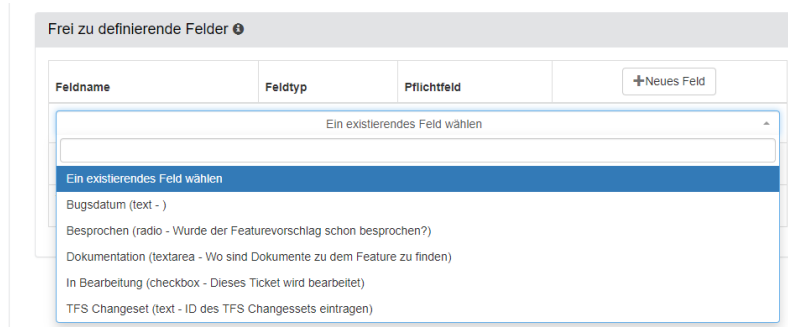 Frei zu definierende Felder
Feldname Feldtyp Pflichtfeld +Neues Feld
Ein existierendes Feld wählen
Ein existierendes Feld wählen
Bugsdatum (text - )
Besprochen (radio - Wurde der Featurevorschlag schon besprochen?)
Dokumentation (textarea - Wo sind Dokumente zu dem Feature zu finden)
In Bearbeitung (checkbox - Dieses Ticket wird bearbeitet)
TFS Changeset (text - ID des TFS Changessets eintragen)